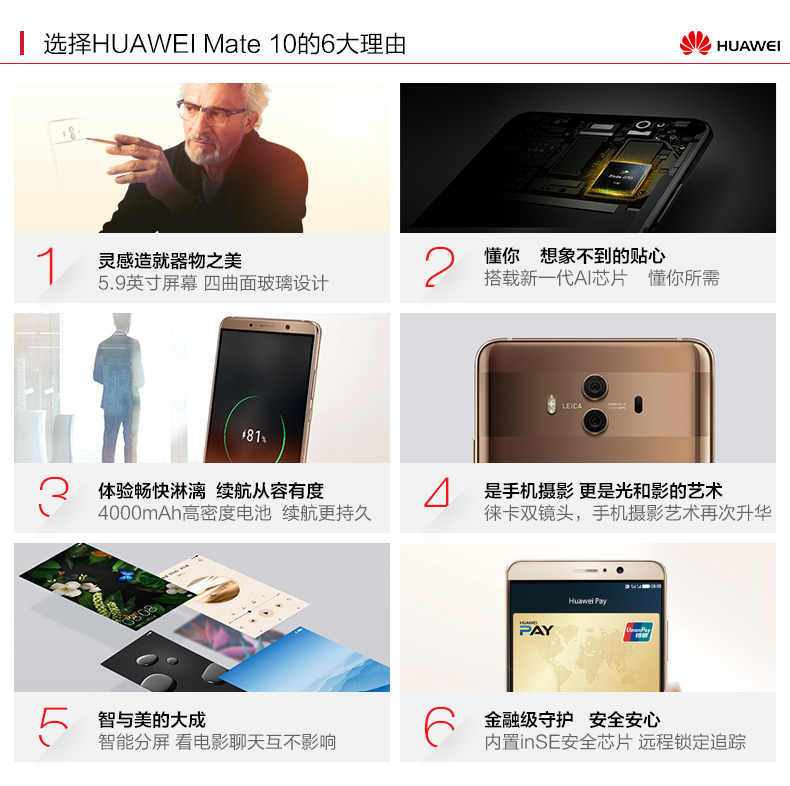 选择HUAWEI Mate 10的6大理由
HUAWEI
1
灵感造就器物之美
5.9英寸屏幕 四曲面玻璃设计
2
懂你 想象不到的贴心
搭载新一代AI芯片 懂你所需
81%
3
体验畅快淋漓 续航从容有度
4000mAh高密度电池 续航更持久
LEICA
4
是手机摄影 更是光和影的艺术
徕卡双镜头，手机摄影艺术再次升华
5
智与美的大成
智能分屏 看电影聊天互不影响
08:08
Huawei Pay
HUAWEI
PAY
UnionPay
银联
6
金融级守护 安全安心
内置inSE安全芯片 远程锁定追踪